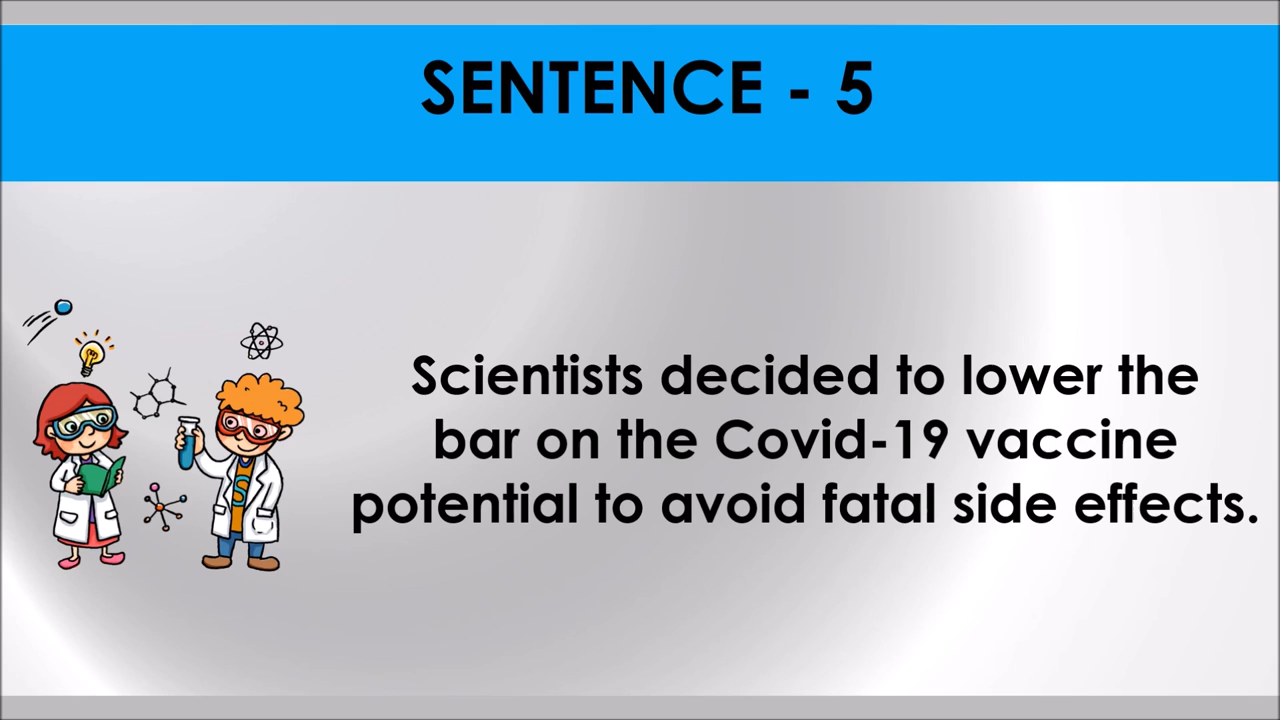 SENTENCE - 5
Scientists decided to lower the
bar on the Covid-19 vaccine
potential to avoid fatal side effects.